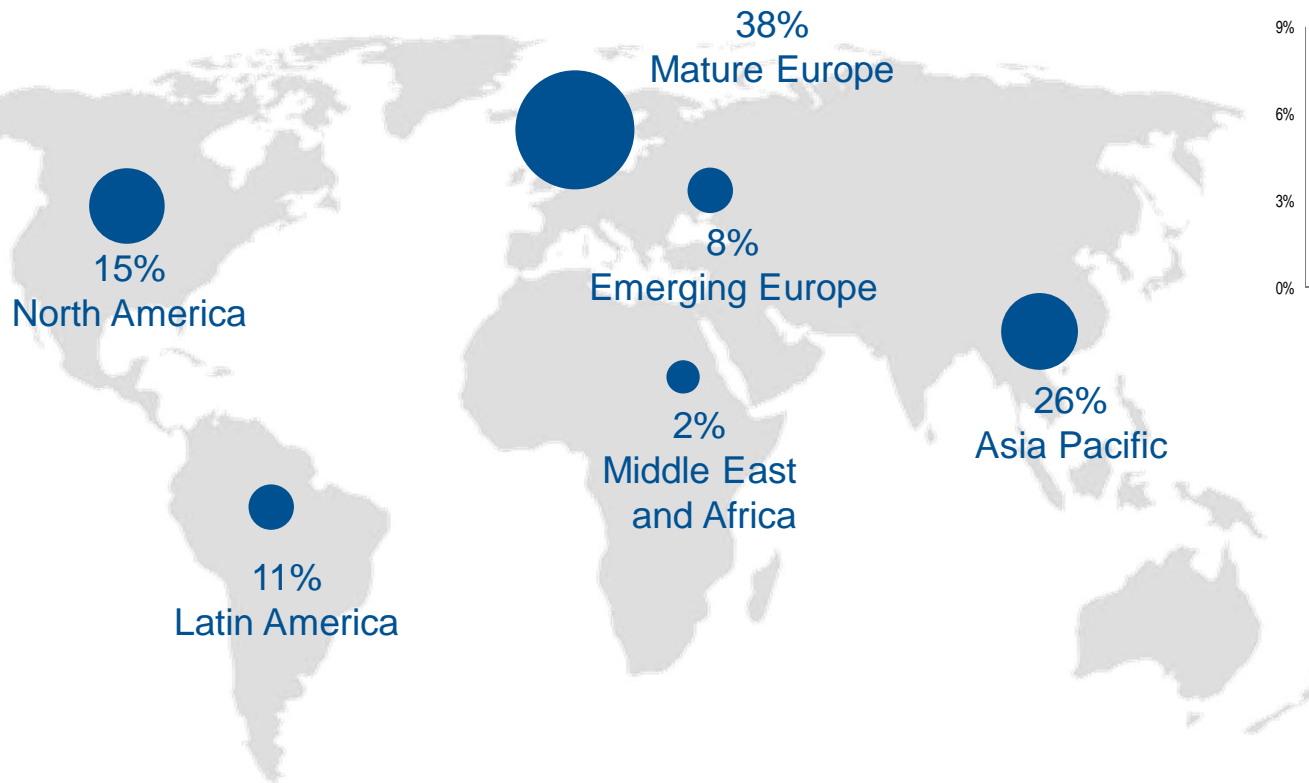 38%
Mature Europe
15%
North America
8%
Emerging Europe
26%
Asia Pacific
2%
Middle East
and Africa
11%
Latin America
9%
6%
3%
0%